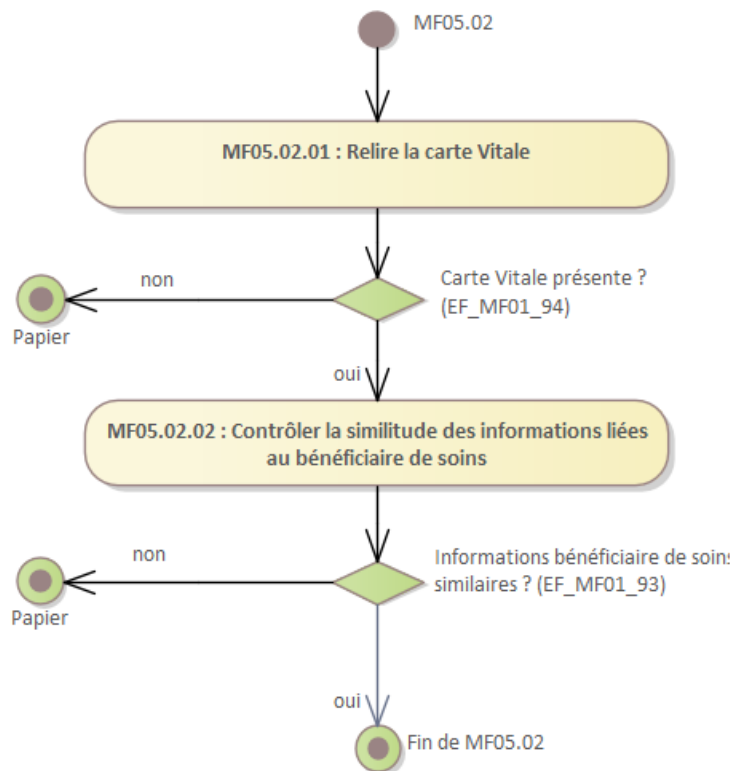 MF05.02
MF05.02.01 : Relire la carte Vitale
Carte Vitale présente ?
(EF_MF01_94)
non
Papier
oui
MF05.02.02 : Contrôler la similitude des informations liées
au bénéficiaire de soins
Informations bénéficiaire de soins
similaires ? (EF_MF01_93)
non
Papier
oui
Fin de MF05.02